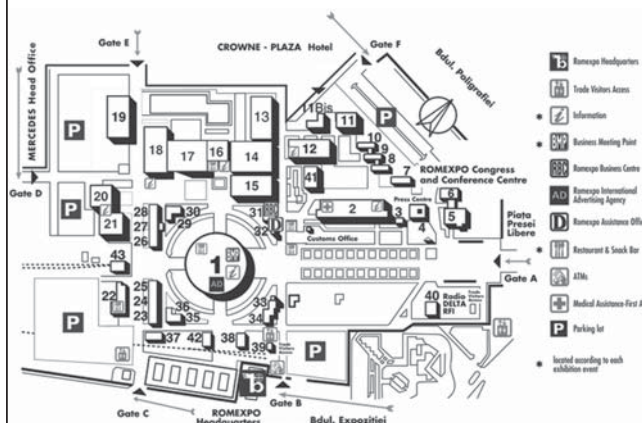 Gate E
CROWNE - PLAZA Hotel
Gate F
Bdul. Poligrafiei
MERCEDES Head Office
Romexpo Headquarters
Trade Visitors Access
* Information
* Business Meeting Point
Romexpo Business Centre
AD Romexpo International
Advertising Agency
D Romexpo Assistance Offi
* Restaurant & Snack Bar
ATMs
Medical Assistance-First A
P Parking lot
* located according to each
exhibition event
P
19
18
17
16
13
14
15
11Bis
11
12
10
9
8
7
41
P
ROMEXPO Congress
and Conference Centre
Gate D
P
20
21
28
27
26
30
29
31
32
D
2
Press Centre
3
4
5
6
Customs Office
Piața
Presei
Libere
Gate A
43
1
AD
22
25
24
23
36
35
33
34
40
Radio
DELTA
RFI
P
37
42
38
39
P
Gate C
ROMEXPO
Headquarters
Gate B
Bdul. Expoziției